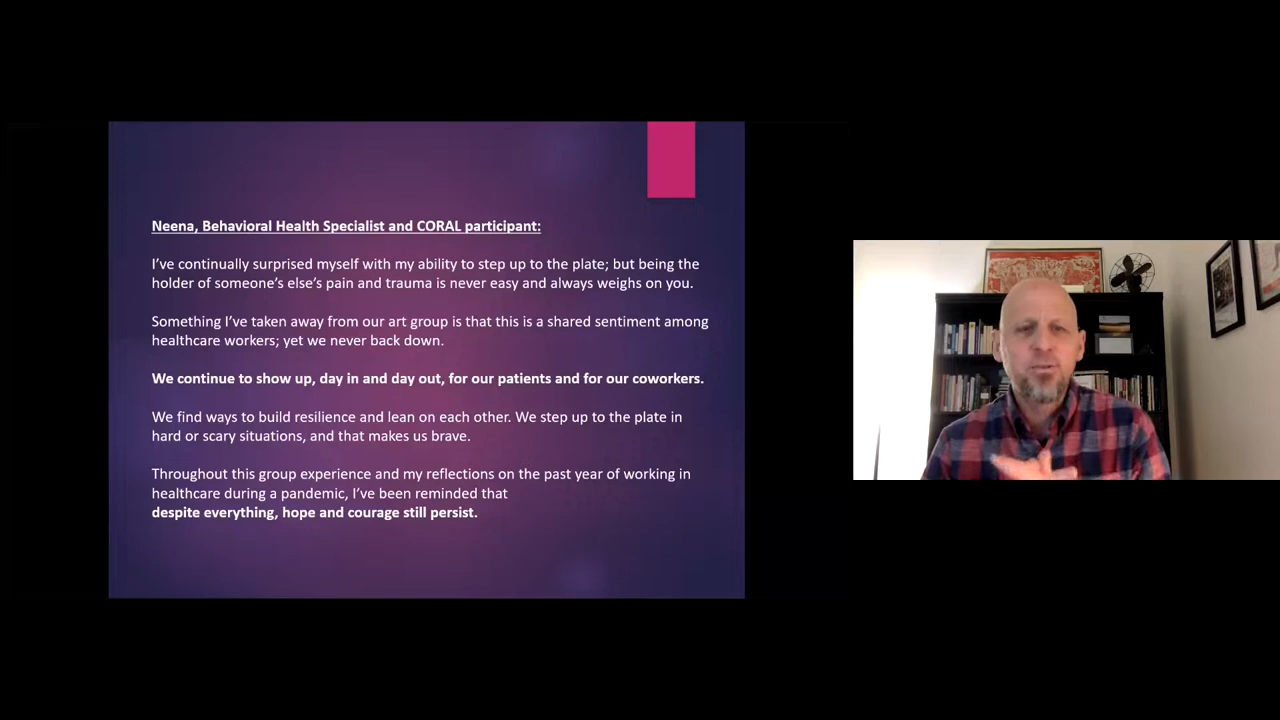 Neena, Behavioral Health Specialist and CORAL participant:
I've continually surprised myself with my ability to step up to the plate; but being the
holder of someone's else's pain and trauma is never easy and always weighs on you.
Something I've taken away from our art group is that this is a shared sentiment among
healthcare workers; yet we never back down.
We continue to show up, day in and day out, for our patients and for our coworkers.
We find ways to build resilience and lean on each other. We step up to the plate in
hard or scary situations, and that makes us brave.
Throughout this group experience and my reflections on the past year of working in
healthcare during a pandemic, I've been reminded that
despite everything, hope and courage still persist.